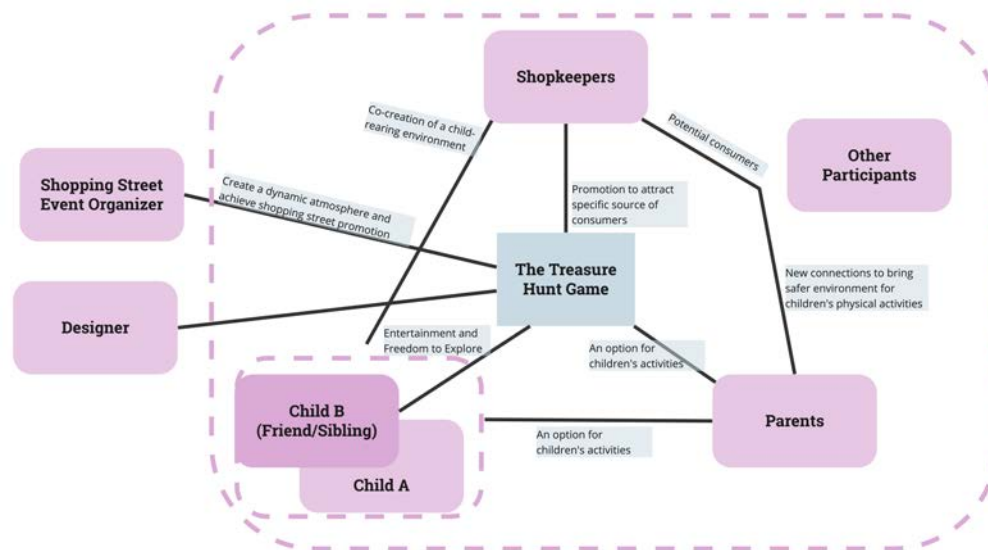 Shopkeepers
Co-creation of a child-
rearing environment
Potential consumers
Other
Participants
Shopping Street
Event Organizer
Create a dynamic atmosphere and
achieve shopping street promotion
Promotion to attract
specific source of
consumers
The Treasure
Hunt Game
New connections to bring
safer environment for
children's physical activities
Designer
Entertainment and
Freedom to Explore
An option for
children's activities
Child B
(Friend/Sibling)
Parents
An option for
children's activities
Child A